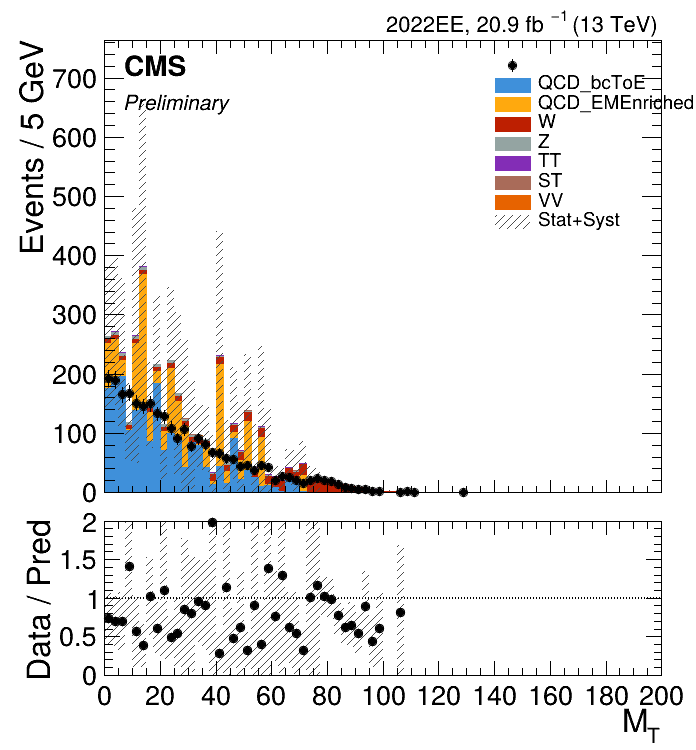 2022EE, 20.9 fb⁻¹ (13 TeV)
CMS
Preliminary
QCD_bcToE
QCD_EMEnriched
W
Z
TT
ST
VV
Stat+Syst
Events / 5 GeV
700
600
500
400
300
200
100
0
Data / Pred
2
1.5
1
0.5
0
0 20 40 60 80 100 120 140 160 180 200
M_T